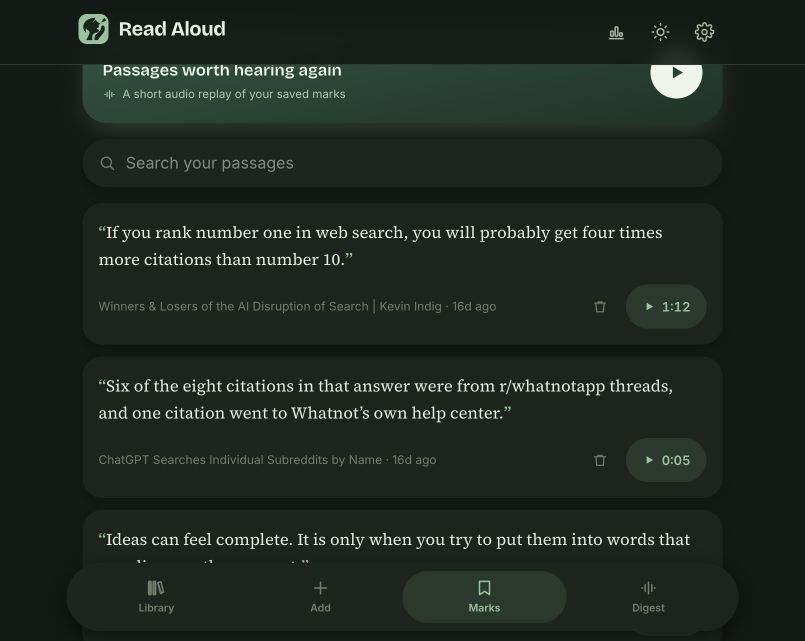 Read Aloud
Passages worth hearing again
A short audio replay of your saved marks
Search your passages
“If you rank number one in web search, you will probably get four times
more citations than number 10.”
Winners & Losers of the AI Disruption of Search | Kevin Indig · 16d ago
1:12
“Six of the eight citations in that answer were from r/whatnotapp threads,
and one citation went to Whatnot’s own help center.”
ChatGPT Searches Individual Subreddits by Name · 16d ago
0:05
“Ideas can feel complete. It is only when you try to put them into words that
Library
Add
Marks
Digest